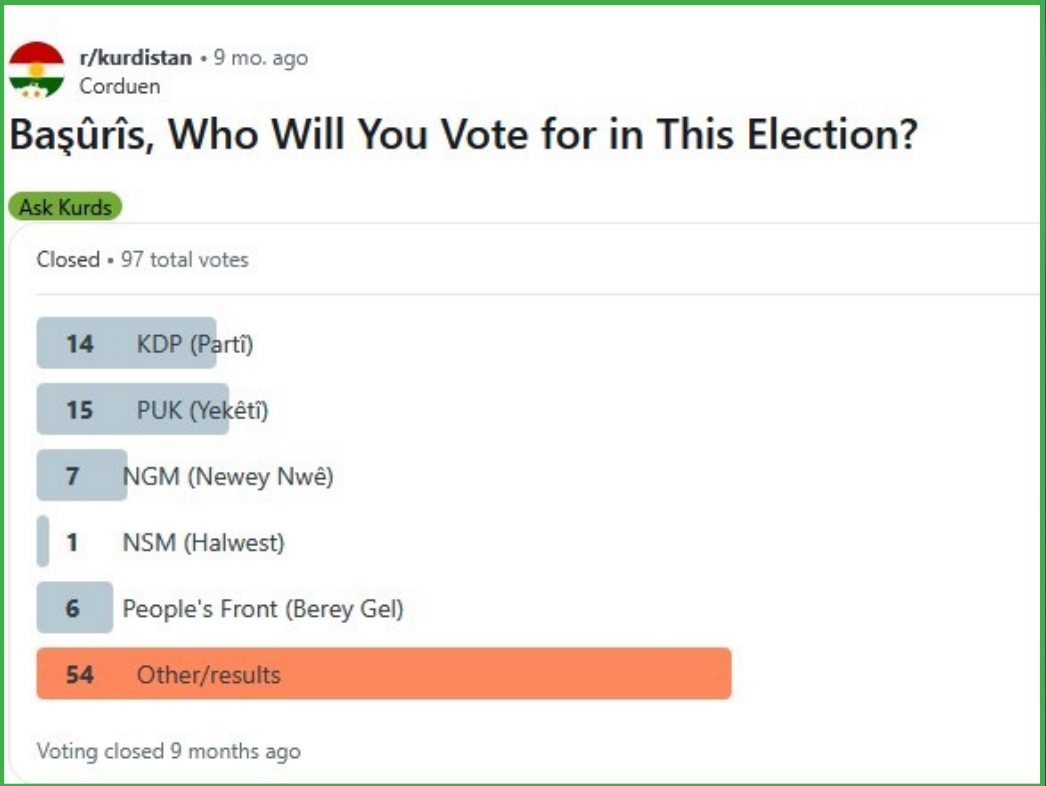 r/kurdistan • 9 mo. ago
Corduen
Başûrîs, Who Will You Vote for in This Election?
Ask Kurds
Closed • 97 total votes
14 KDP (Partî)
15 PUK (Yekêtî)
7 NGM (Newey Nwê)
1 NSM (Halwest)
6 People's Front (Berey Gel)
54 Other/results
Voting closed 9 months ago